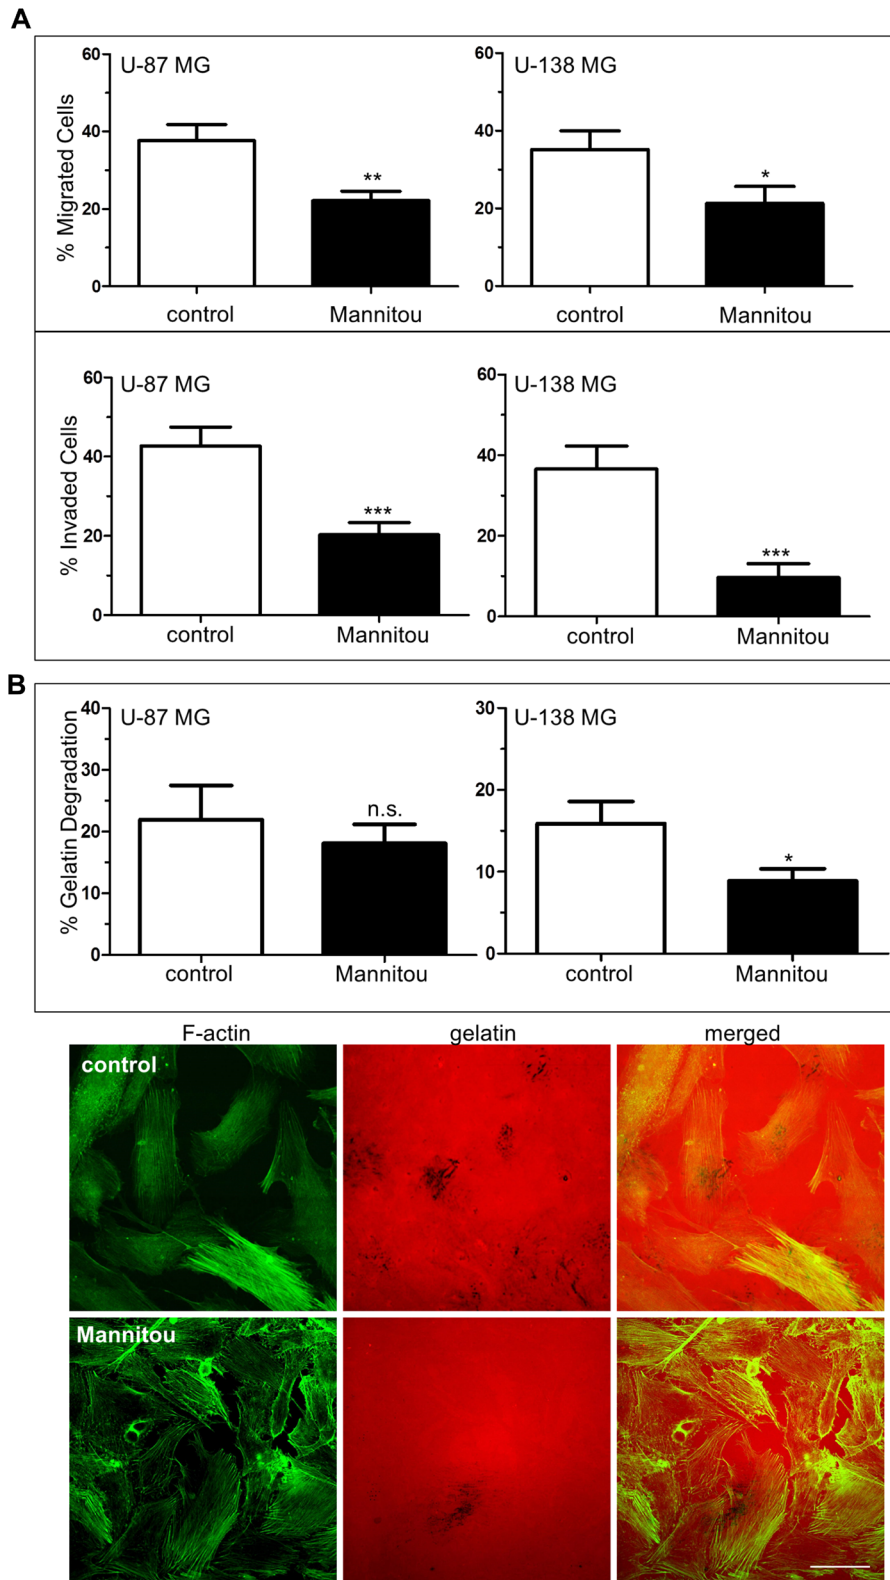 A
U-87 MG
U-138 MG
% Migrated Cells
60
40
20
0
60
40
20
0
**
*
control
Mannitou
control
Mannitou
U-87 MG
U-138 MG
% Invaded Cells
60
40
20
0
60
40
20
0
***
***
control
Mannitou
control
Mannitou
B
U-87 MG
U-138 MG
% Gelatin Degradation
40
30
20
10
0
30
20
10
0
n.s.
*
control
Mannitou
control
Mannitou
F-actin
gelatin
merged
control
Mannitou